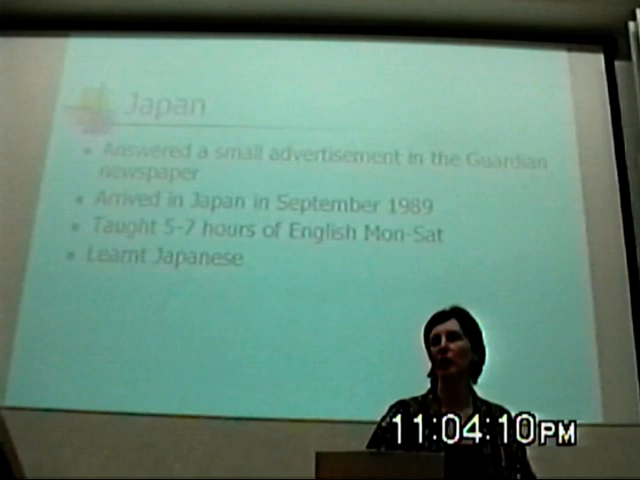 Japan
Answered a small advertisement in the Guardian
newspaper
Arrived in Japan in September 1989
Taught 5-7 hours of English Mon-Sat
Learnt Japanese
11:04:10PM